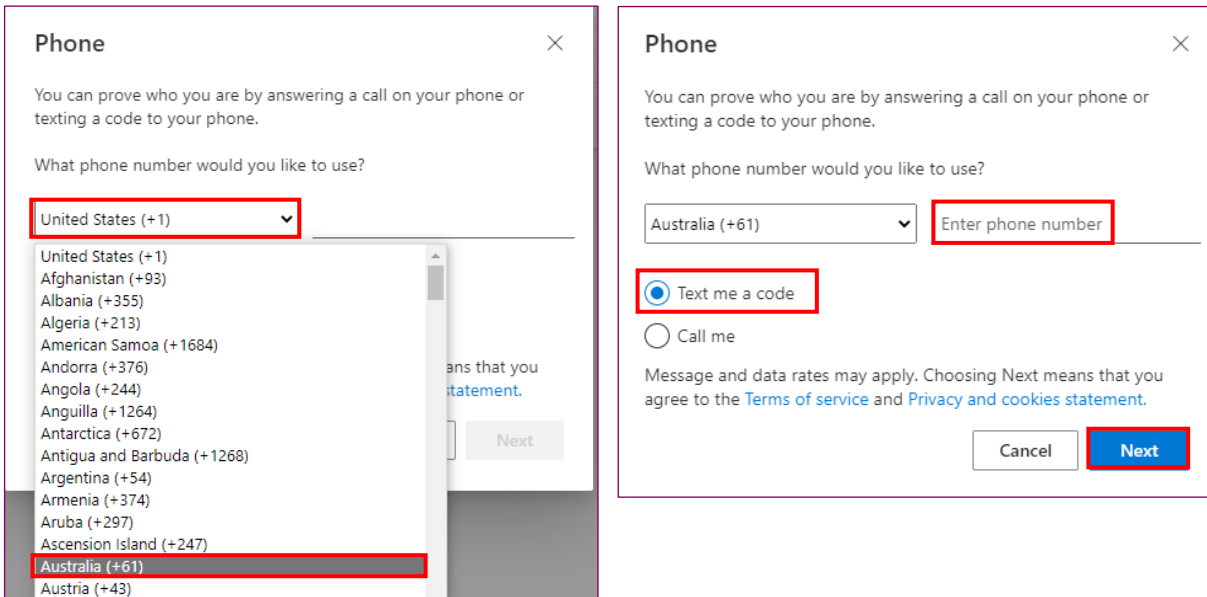 Phone
You can prove who you are by answering a call on your phone or
texting a code to your phone.
What phone number would you like to use?
United States (+1)
United States (+1)
Afghanistan (+93)
Albania (+355)
Algeria (+213)
American Samoa (+1684)
Andorra (+376)
Angola (+244)
Anguilla (+1264)
Antarctica (+672)
Antigua and Barbuda (+1268)
Argentina (+54)
Armenia (+374)
Aruba (+297)
Ascension Island (+247)
Australia (+61)
Austria (+43)
ans that you
statement.
Next
Phone
You can prove who you are by answering a call on your phone or
texting a code to your phone.
What phone number would you like to use?
Australia (+61)
Enter phone number
Text me a code
Call me
Message and data rates may apply. Choosing Next means that you
agree to the Terms of service and Privacy and cookies statement.
Cancel
Next